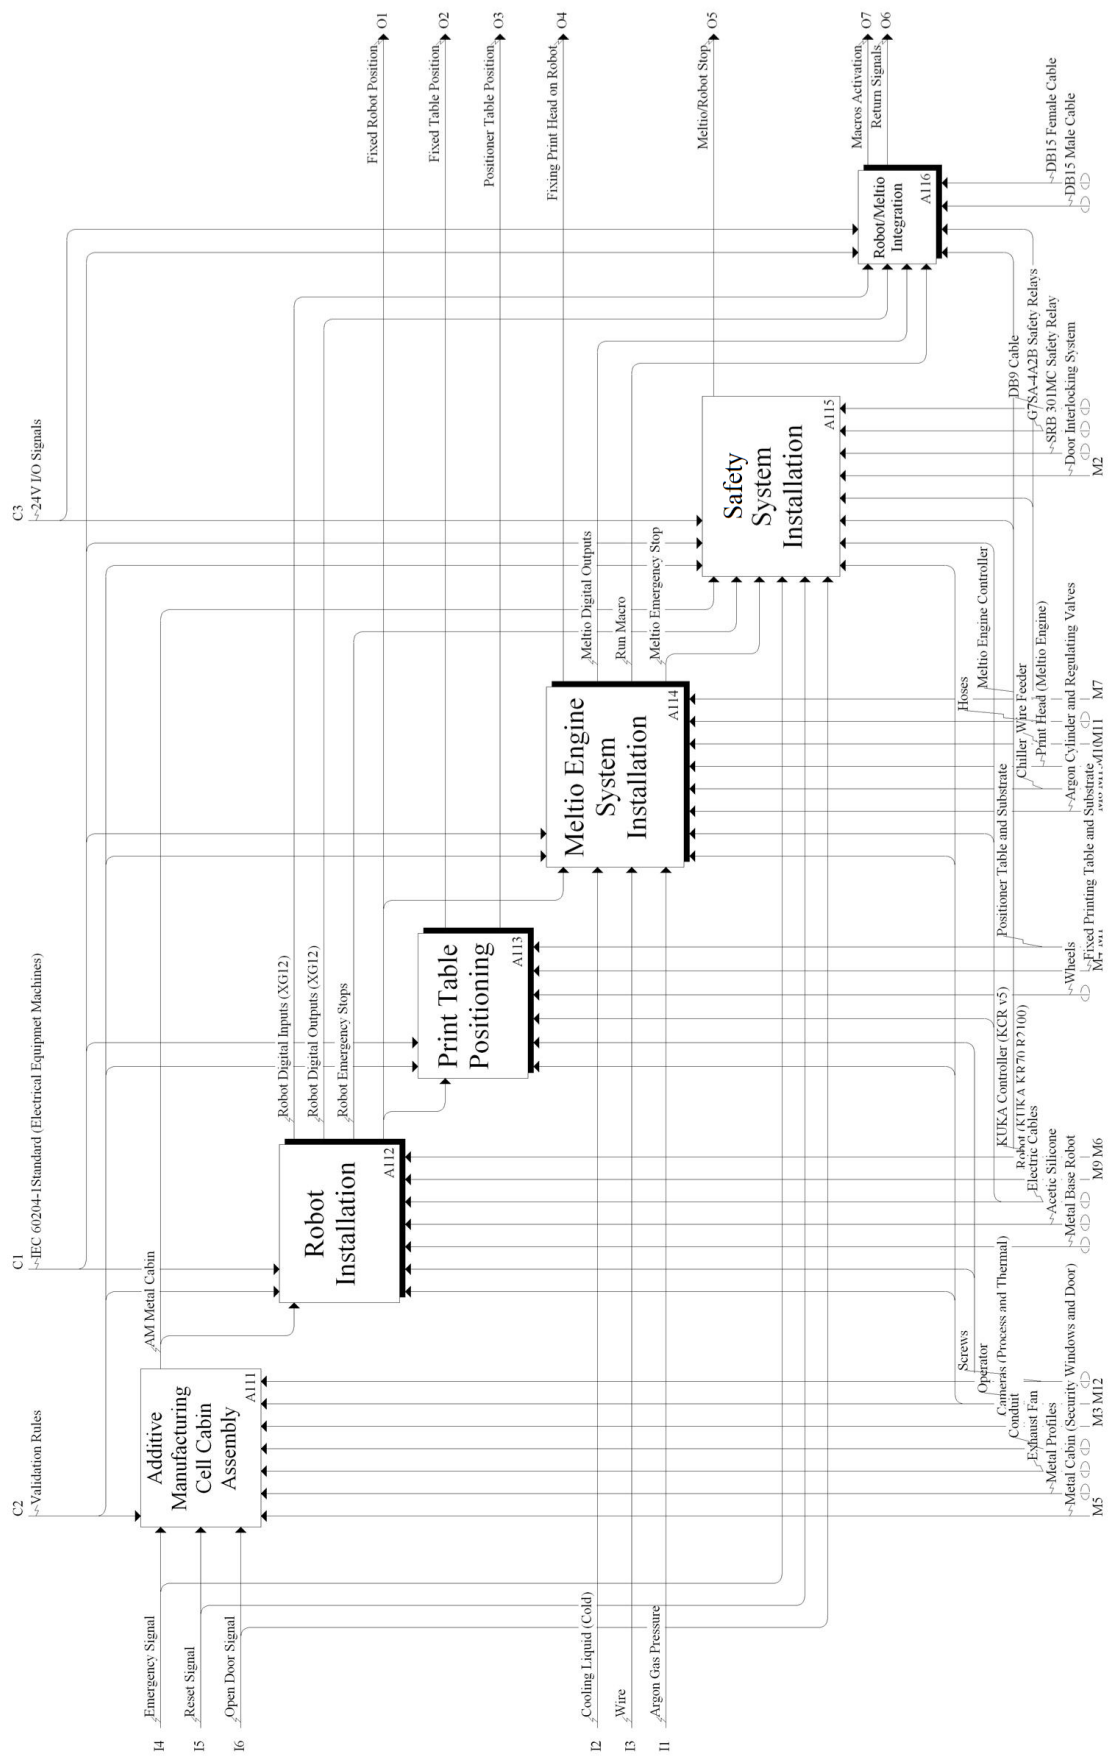 C2
Validation Rules
C1
IEC 60204-1Standard (Electrical Equipmet Machines)
C3
24V I/O Signals
I4
Emergency Signal
I5
Reset Signal
I6
Open Door Signal
I2
Cooling Liquid (Cold)
I3
Wire
I1
Argon Gas Pressure
Additive
Manufacturing
Cell Cabin
Assembly
A111
AM Metal Cabin
Robot
Installation
A112
Robot Digital Inputs (XG12)
Robot Digital Outputs (XG12)
Robot Emergency Stops
Print Table
Positioning
A113
Meltio Engine
System
Installation
A114
Meltio Digital Outputs
Run Macro
Meltio Emergency Stop
Safety
System
Installation
A115
Robot/Meltio
Integration
A116
Fixed Robot Position
O1
Fixed Table Position
O2
Positioner Table Position
O3
Fixing Print Head on Robot
O4
Meltio/Robot Stop
O5
Macros Activation
O7
Return Signals
O6
Screws
Operator
Cameras (Process and Thermal)
Conduit
Exhaust Fan
Metal Profiles
Metal Cabin (Security Windows and Door)
M5
M3
M12
KUKA Controller (KCR v5)
Robot (KUKA KR70 R2100)
Electric Cables
Acetic Silicone
Metal Base Robot
M9
M6
Positioner Table and Substrate
Wheels
Fixed Printing Table and Substrate
Hoses
Meltio Engine Controller
Chiller
Wire Feeder
Print Head (Meltio Engine)
Argon Cylinder and Regulating Valves
M11
M7
DB9 Cable
G7SA-4A2B Safety Relays
SRB 301MC Safety Relay
Door Interlocking System
M2
DB15 Female Cable
DB15 Male Cable